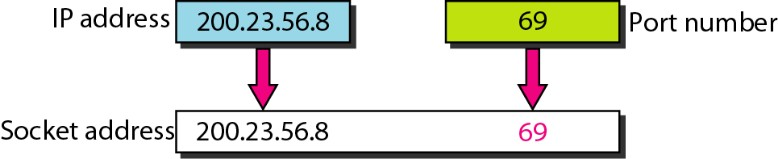 IP address 200.23.56.8 69 Port number
Socket address 200.23.56.8 69